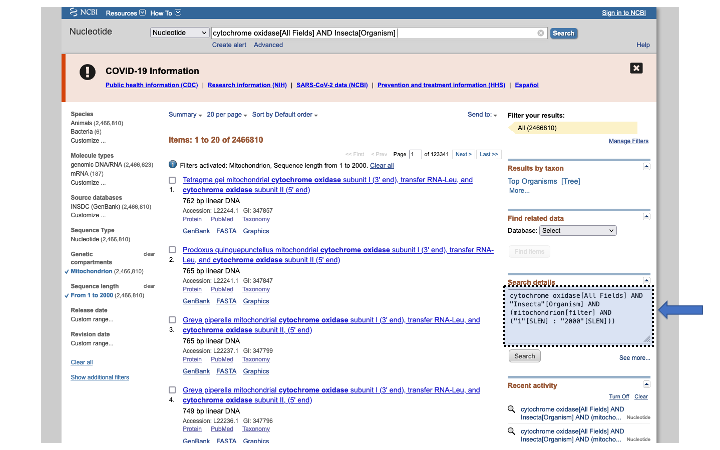 NCBI Resources How To Sign in to NCBI
Nucleotide Nucleotide cytochrome oxidase[All Fields] AND Insecta[Organism] Search
Create alert Advanced Help
COVID-19 Information
Public health information (CDC) | Research information (NIH) | SARS-CoV-2 data (NCBI) | Prevention and treatment information (HHS) | Español
Species
Animals (2,466,810)
Bacteria (6)
Customize ...
Molecule types
genomic DNA/RNA (2,466,623)
mRNA (187)
Customize ...
Source databases
INSDC (GenBank) (2,466,810)
Customize ...
Sequence Type
Nucleotide (2,466,810)
Genetic clear
compartments
Mitochondrion (2,466,810)
Sequence length clear
From 1 to 2000 (2,466,810)
Release date
Custom range...
Revision date
Custom range...
Clear all
Show additional filters
Summary 20 per page Sort by Default order Send to:
Items: 1 to 20 of 2466810
<< First < Prev Page 1 of 123341 Next > Last >>
Filters activated: Mitochondrion, Sequence length from 1 to 2000. Clear all
Tetragma gei mitochondrial cytochrome oxidase subunit I (3' end), transfer RNA-Leu, and
1. cytochrome oxidase subunit II (5' end)
762 bp linear DNA
Accession: L22244.1 GI: 347857
Protein PubMed Taxonomy
GenBank FASTA Graphics
Prodoxus quinquepunctellus mitochondrial cytochrome oxidase subunit I (3' end), transfer RNA-
2. Leu, and cytochrome oxidase subunit II (5' end)
765 bp linear DNA
Accession: L22241.1 GI: 347847
Protein PubMed Taxonomy
GenBank FASTA Graphics
Greya piperella mitochondrial cytochrome oxidase subunit I (3' end), transfer RNA-Leu, and
3. cytochrome oxidase subunit II, (5' end)
765 bp linear DNA
Accession: L22237.1 GI: 347799
Protein PubMed Taxonomy
GenBank FASTA Graphics
Greya piperella mitochondrial cytochrome oxidase subunit I (3' end), transfer RNA-Leu, and
4. cytochrome oxidase subunit II, (5' end)
749 bp linear DNA
Accession: L22236.1 GI: 347796
Protein PubMed Taxonomy
GenBank FASTA Graphics
Filter your results:
All (2466810)
Manage Filters
Results by taxon
Top Organisms [Tree]
More...
Find related data
Database: Select
Find items
Search details
cytochrome oxidase[All Fields] AND
"Insecta"[Organism] AND
(mitochondrion[filter] AND
("1"[SLEN] : "2000"[SLEN]))
Search See more...
Recent activity
Turn Off Clear
cytochrome oxidase[All Fields] AND
Insecta[Organism] AND (mitocho... Nucleotide
cytochrome oxidase[All Fields] AND
Insecta[Organism] AND (mitocho... Nucleotide